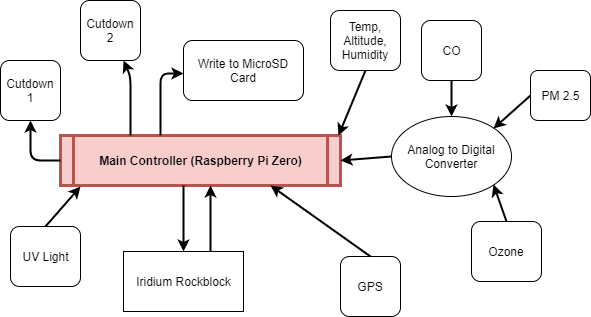 Cutdown
2
Temp,
Altitude,
Humidity
CO
Write to MicroSD
Card
Cutdown
1
PM 2.5
Main Controller (Raspberry Pi Zero)
Analog to Digital
Converter
UV Light
Iridium Rockblock
GPS
Ozone